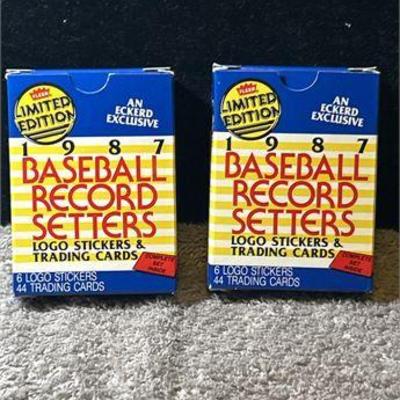 FLEER
LIMITED
EDITION
AN
ECKERD
EXCLUSIVE
1987
BASEBALL
RECORD
SETTERS
LOGO STICKERS &
TRADING CARDS
6 LOGO STICKERS
44 TRADING CARDS
COMPLETE
SET
INSIDE
FLEER
LIMITED
EDITION
AN
ECKERD
EXCLUSIVE
1987
BASEBALL
RECORD
SETTERS
LOGO STICKERS &
TRADING CARDS
6 LOGO STICKERS
44 TRADING CARDS
COMPLETE
SET
INSIDE